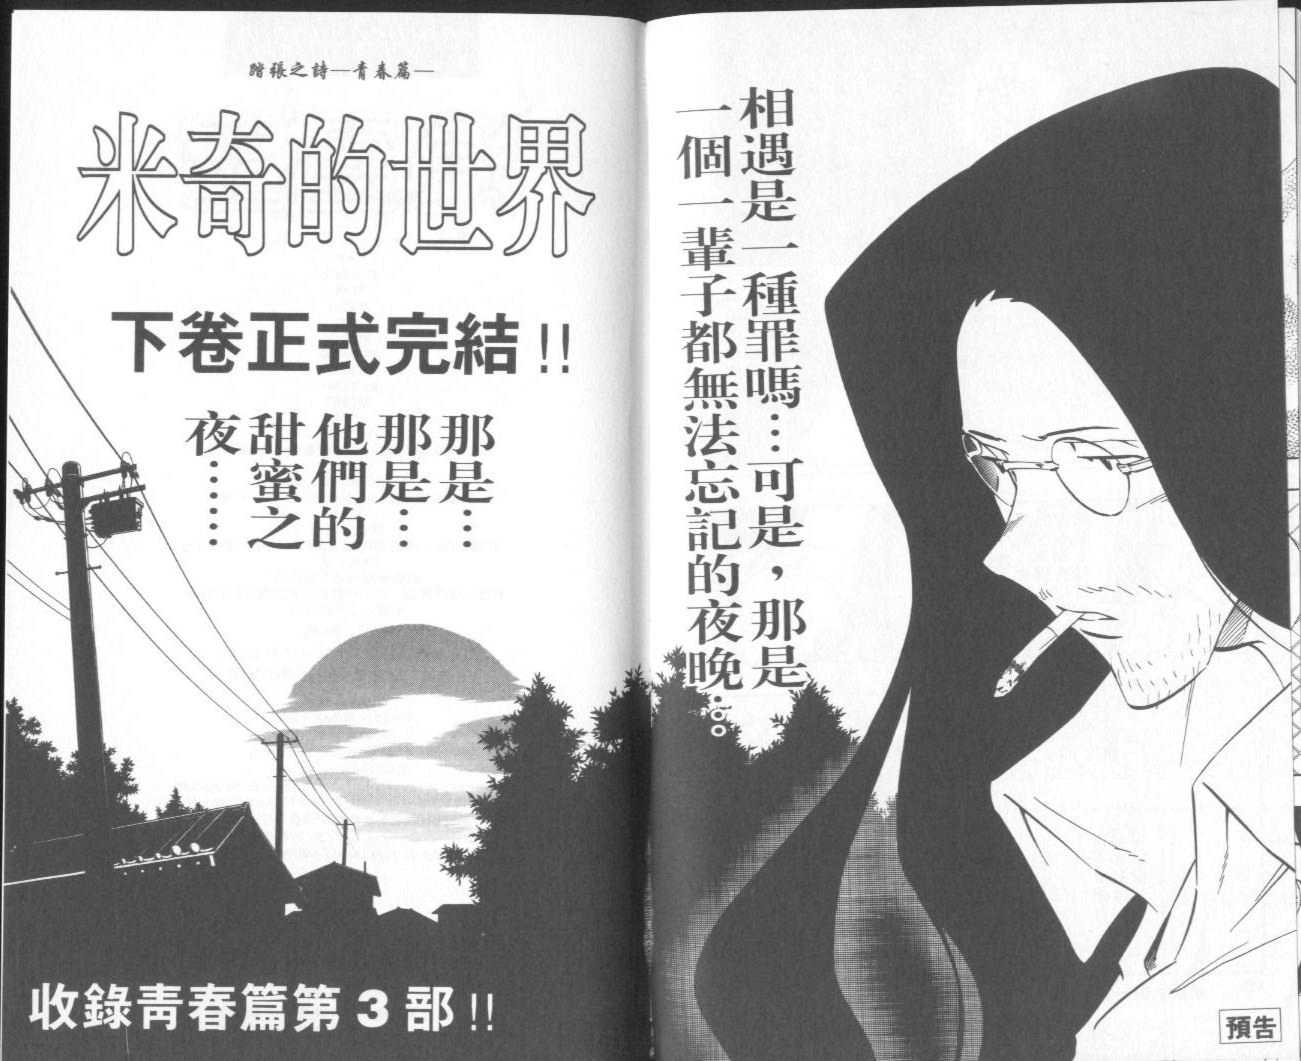 相遇是一種罪嗎…可是，那是
一個一輩子都無法忘記的夜晚…。
踏張之詩—青春篇—
米奇的世界
下卷正式完結!!
那是…
那是…
他們的
甜蜜之
夜……
收錄青春篇第3部!!
預告